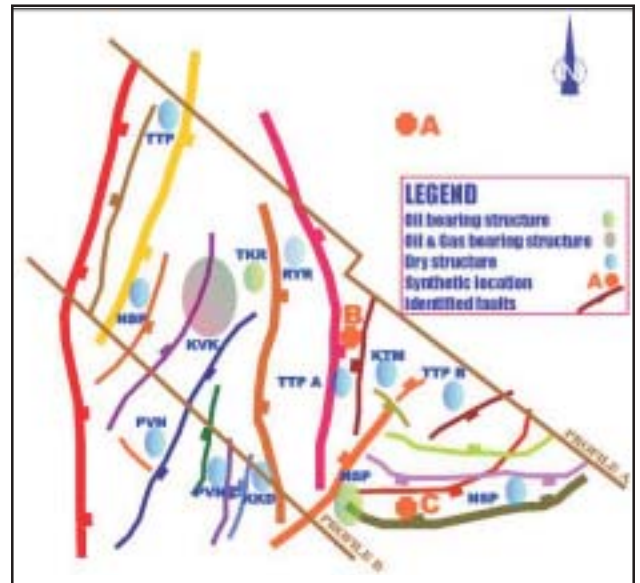 N
TTP
A
LEGEND
Oil bearing structure
Oil & Gas bearing structure
Dry structure
Synthetic location A
Identified faults
TKR
RYR
NBP
KVK
B
KTM
TTP A
TTP B
PVN
NSP
PROFILE A
PVN
KKD
C
NSP
PROFILE B